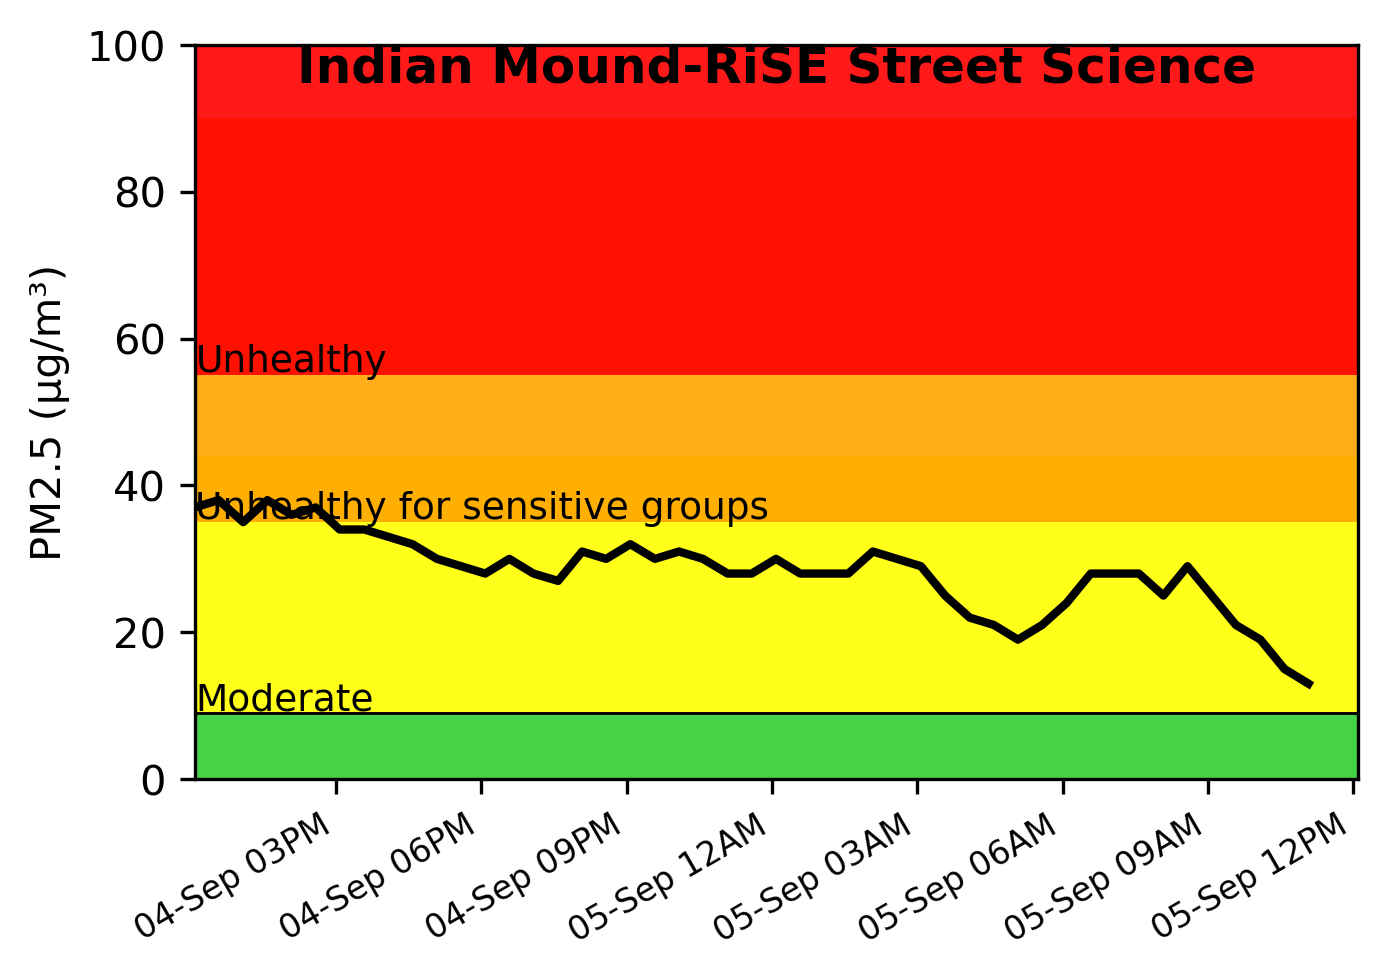 Indian Mound-RiSE Street Science
PM2.5 (µg/m³)
100
80
60
40
20
0
Unhealthy
Unhealthy for sensitive groups
Moderate
04-Sep 03PM
04-Sep 06PM
04-Sep 09PM
05-Sep 12AM
05-Sep 03AM
05-Sep 06AM
05-Sep 09AM
05-Sep 12PM